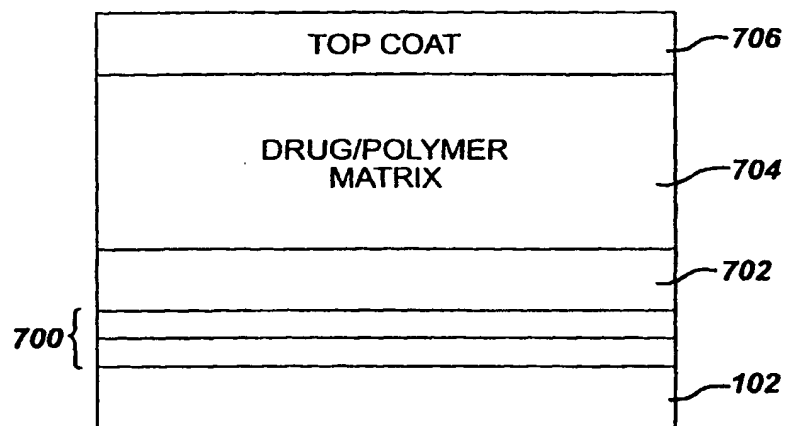 TOP COAT
706
DRUG/POLYMER
MATRIX
704
702
700
102